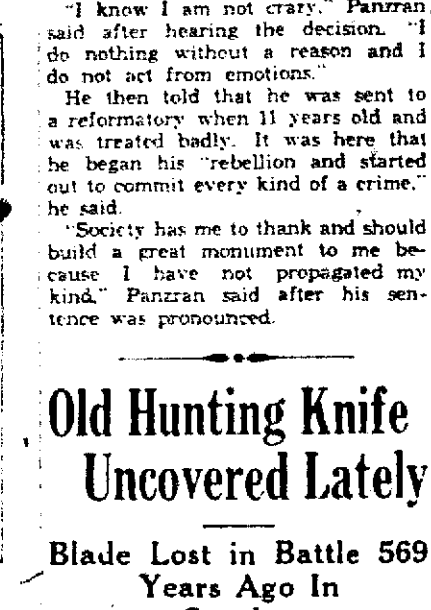 "I know I am not crazy," Panzran
said after hearing the decision. "I
do nothing without a reason and I
do not act from emotions."
He then told that he was sent to
a reformatory when 11 years old and
was treated badly. It was here that
he began his "rebellion and started
out to commit every kind of a crime,"
he said.
"Society has me to thank and should
build a great monument to me be-
cause I have not propagated my
kind," Panzran said after his sen-
tence was pronounced.
Old Hunting Knife
Uncovered Lately
Blade Lost in Battle 569
Years Ago In